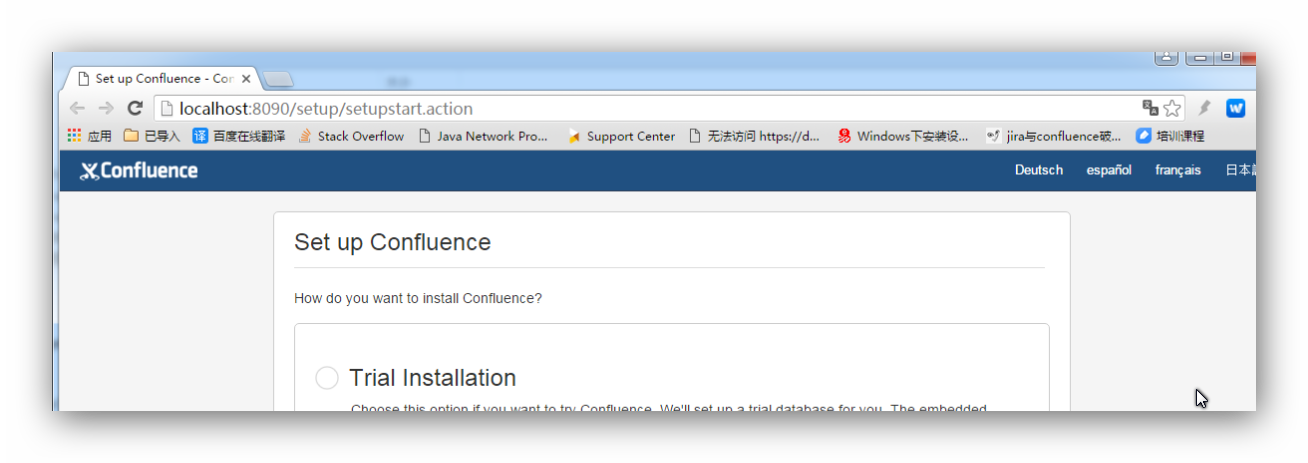 Set up Confluence - Con
localhost:8090/setup/setupstart.action
应用 已导入 译 百度在线翻译 Stack Overflow Java Network Pro... Support Center 无法访问 https://d... Windows下安装设... jira与confluence破... 培训课程
Confluence Deutsch español français 日本語
Set up Confluence
How do you want to install Confluence?
Trial Installation
Choose this option if you want to try Confluence. We'll set up a trial database for you. The embedded